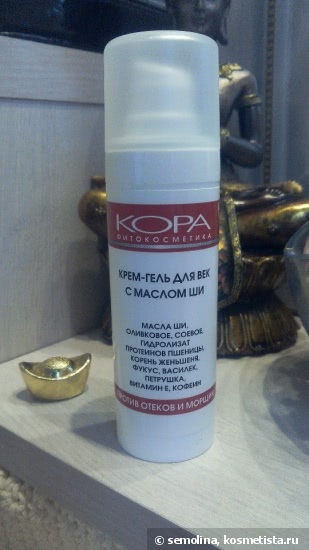 КОРА
ФИТОКОСМЕТИКА
КРЕМ-ГЕЛЬ ДЛЯ ВЕК
С МАСЛОМ ШИ
МАСЛА ШИ,
ОЛИВКОВОЕ, СОЕВОЕ,
ГИДРОЛИЗАТ
ПРОТЕИНОВ ПШЕНИЦЫ,
КОРЕНЬ ЖЕНЬШЕНЯ,
ФУКУС, ВАСИЛЕК,
ПЕТРУШКА,
ВИТАМИН Е, КОФЕИН
ПРОТИВ ОТЕКОВ И МОРЩИН
© semolina, kosmetista.ru